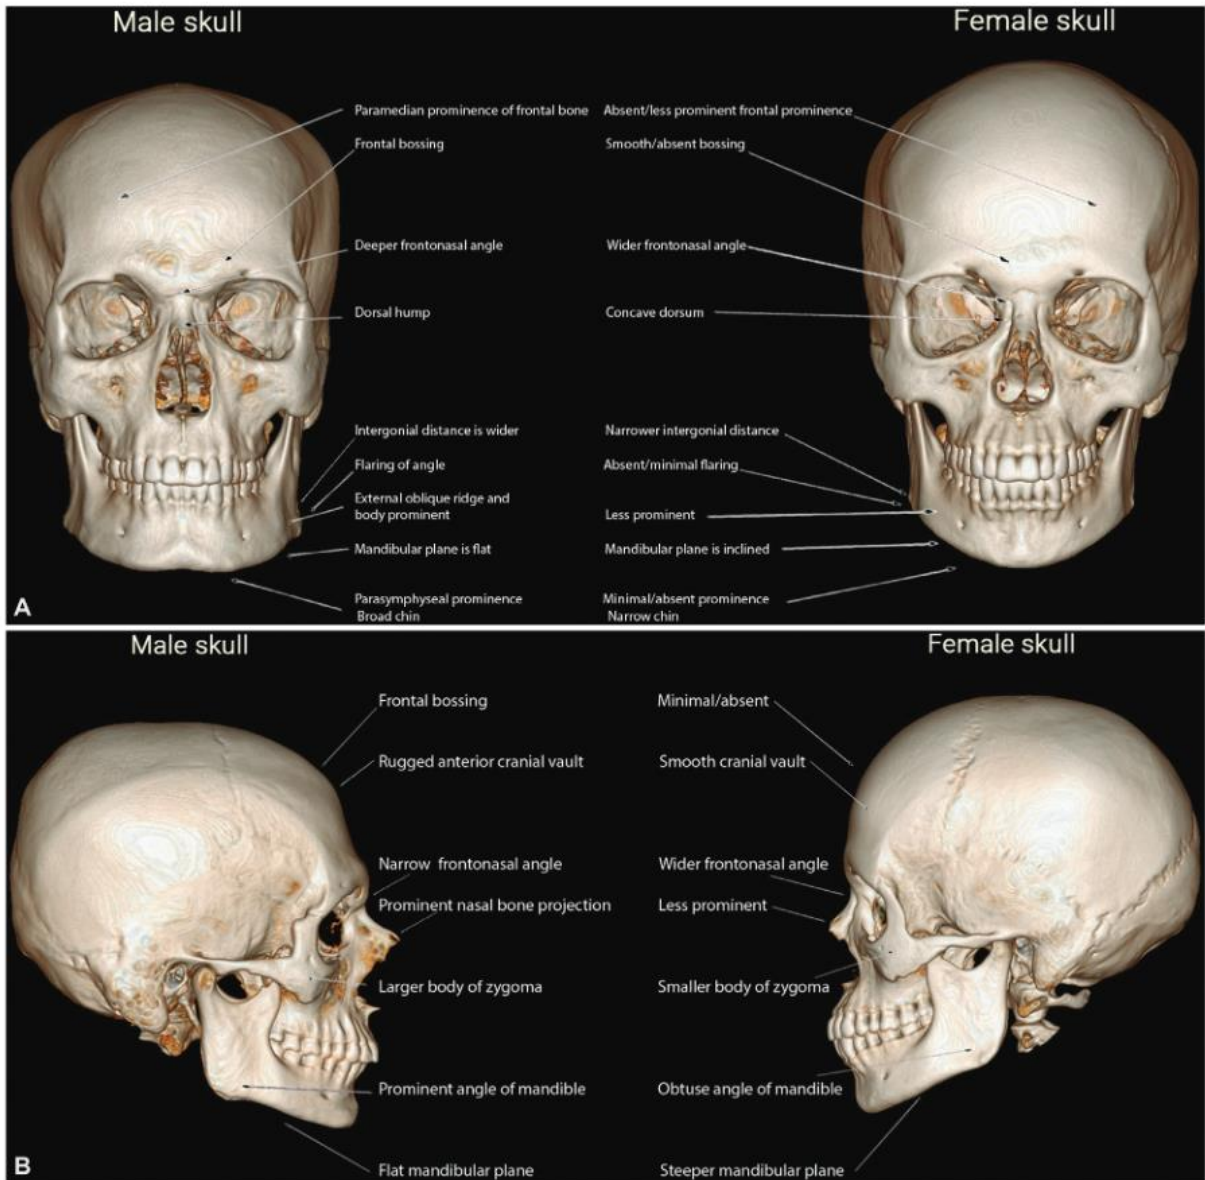 Male skull
Female skull
Paramedian prominence of frontal bone
Absent/less prominent frontal prominence
Frontal bossing
Smooth/absent bossing
Deeper frontonasal angle
Wider frontonasal angle
Dorsal hump
Concave dorsum
Intergonial distance is wider
Narrower intergonial distance
Flaring of angle
Absent/minimal flaring
External oblique ridge and
body prominent
Less prominent
Mandibular plane is flat
Mandibular plane is inclined
Parasymphyseal prominence
Broad chin
Minimal/absent prominence
Narrow chin
A
Male skull
Female skull
Frontal bossing
Minimal/absent
Rugged anterior cranial vault
Smooth cranial vault
Narrow frontonasal angle
Wider frontonasal angle
Prominent nasal bone projection
Less prominent
Larger body of zygoma
Smaller body of zygoma
Prominent angle of mandible
Obtuse angle of mandible
Flat mandibular plane
Steeper mandibular plane
B